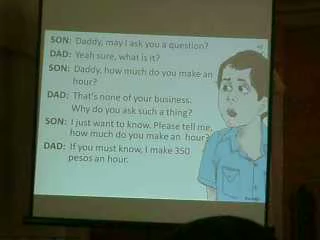 SON: Daddy, may I ask you a question?
DAD: Yeah sure, what is it?
SON: Daddy, how much do you make an
hour?
DAD: That's none of your business.
Why do you ask such a thing?
SON: I just want to know. Please tell me,
how much do you make an hour?
DAD: If you must know, I make 350
pesos an hour.